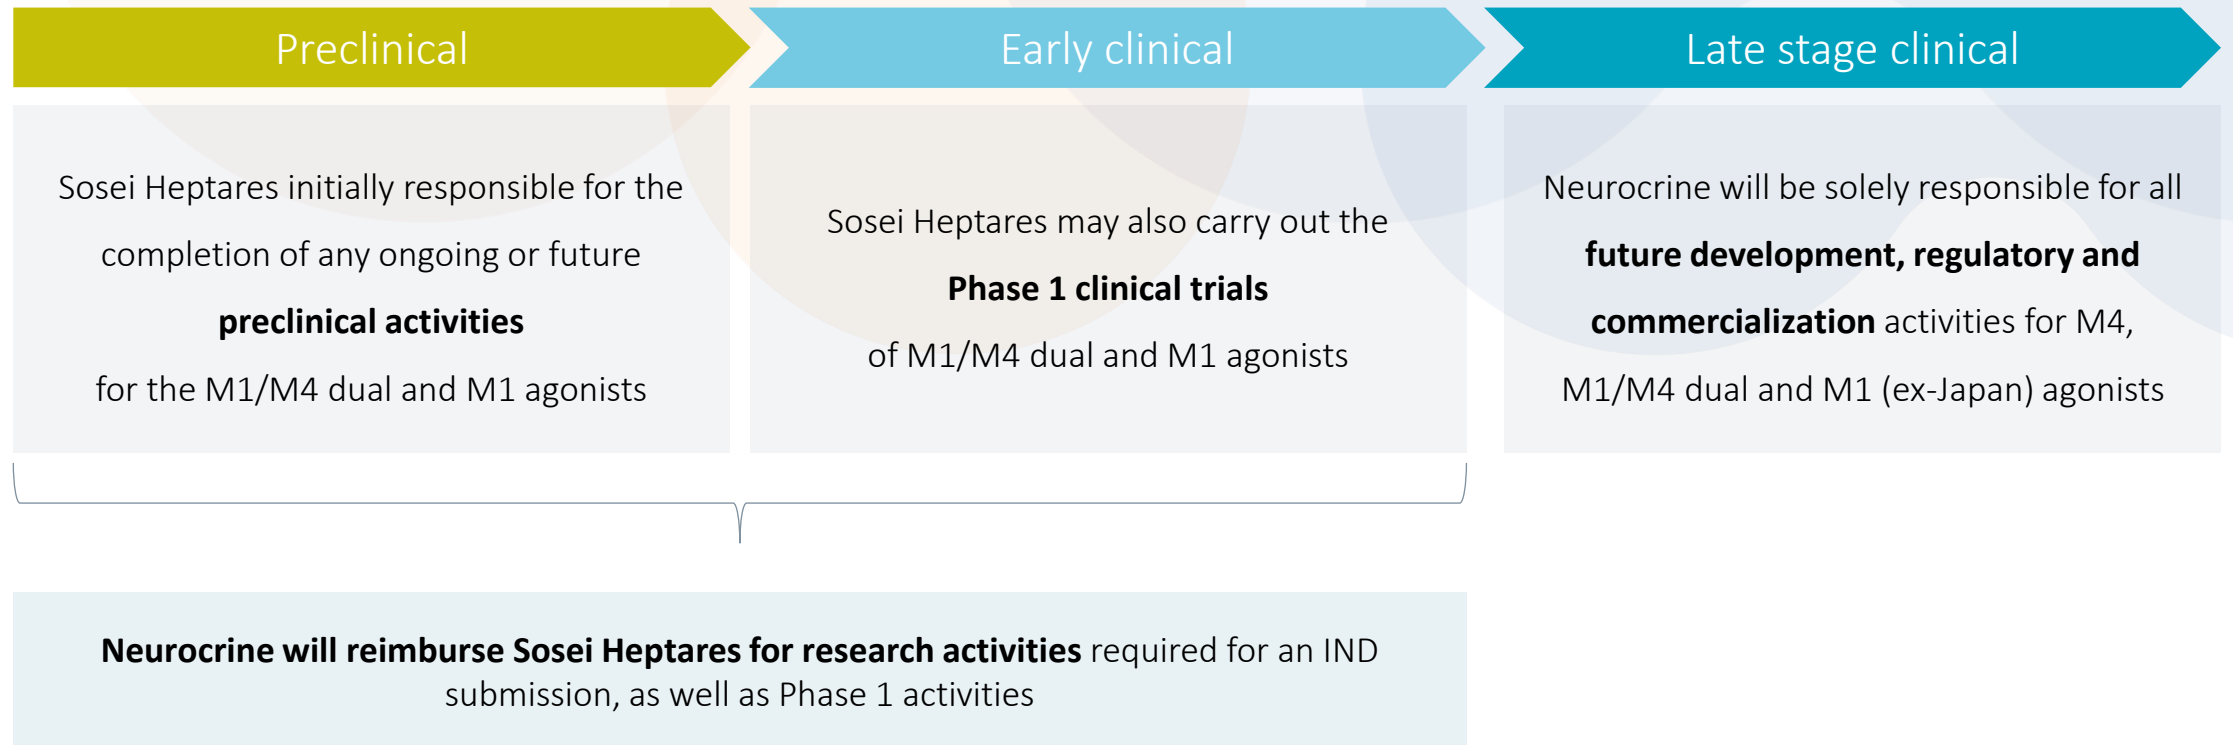 Preclinical
Early clinical
Late stage clinical
Sosei Heptares initially responsible for the
completion of any ongoing or future
preclinical activities
for the M1/M4 dual and M1 agonists
Sosei Heptares may also carry out the
Phase 1 clinical trials
of M1/M4 dual and M1 agonists
Neurocrine will be solely responsible for all
future development, regulatory and
commercialization activities for M4,
M1/M4 dual and M1 (ex-Japan) agonists
Neurocrine will reimburse Sosei Heptares for research activities required for an IND
submission, as well as Phase 1 activities